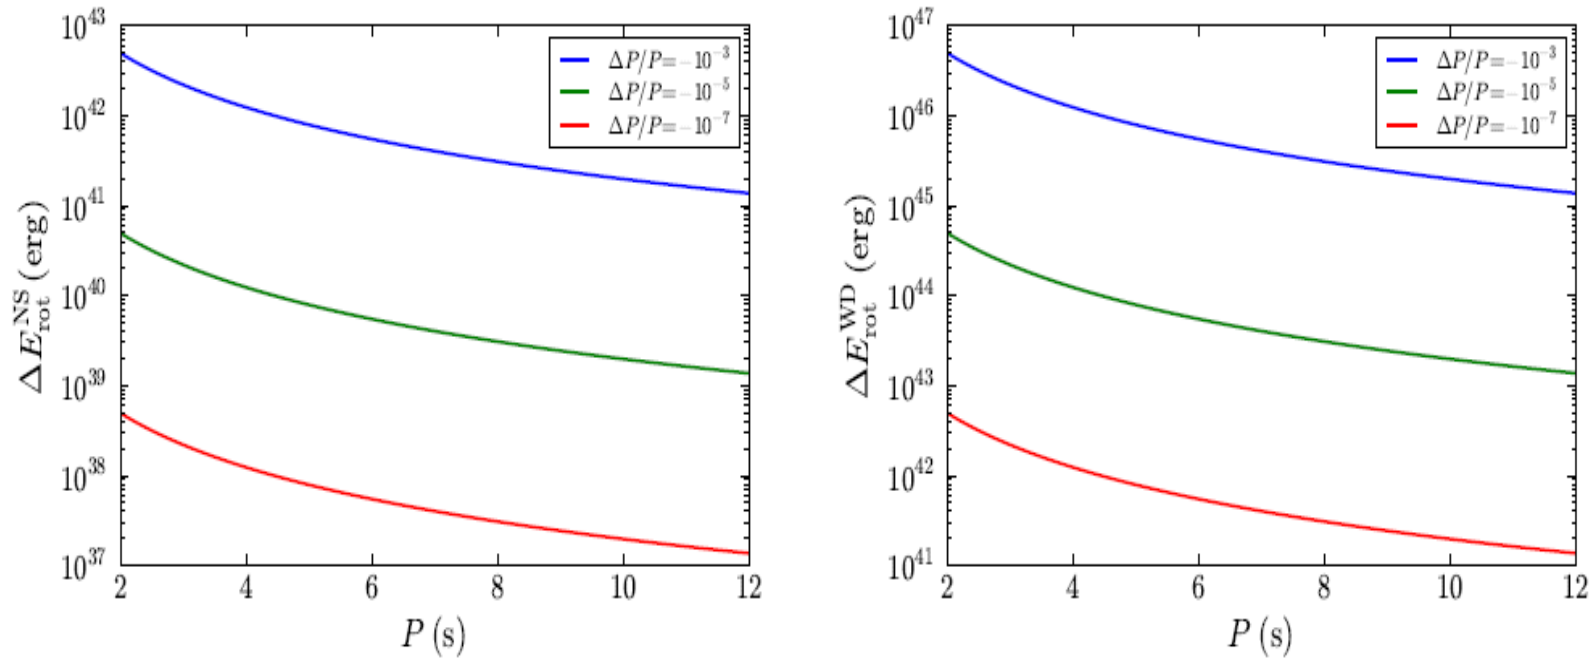 10^43
10^42
10^41
10^40
10^39
10^38
10^37
ΔE_rot^NS (erg)
2 4 6 8 10 12
P (s)
ΔP/P=−10^−3
ΔP/P=−10^−5
ΔP/P=−10^−7
10^47
10^46
10^45
10^44
10^43
10^42
10^41
ΔE_rot^WD (erg)
2 4 6 8 10 12
P (s)
ΔP/P=−10^−3
ΔP/P=−10^−5
ΔP/P=−10^−7